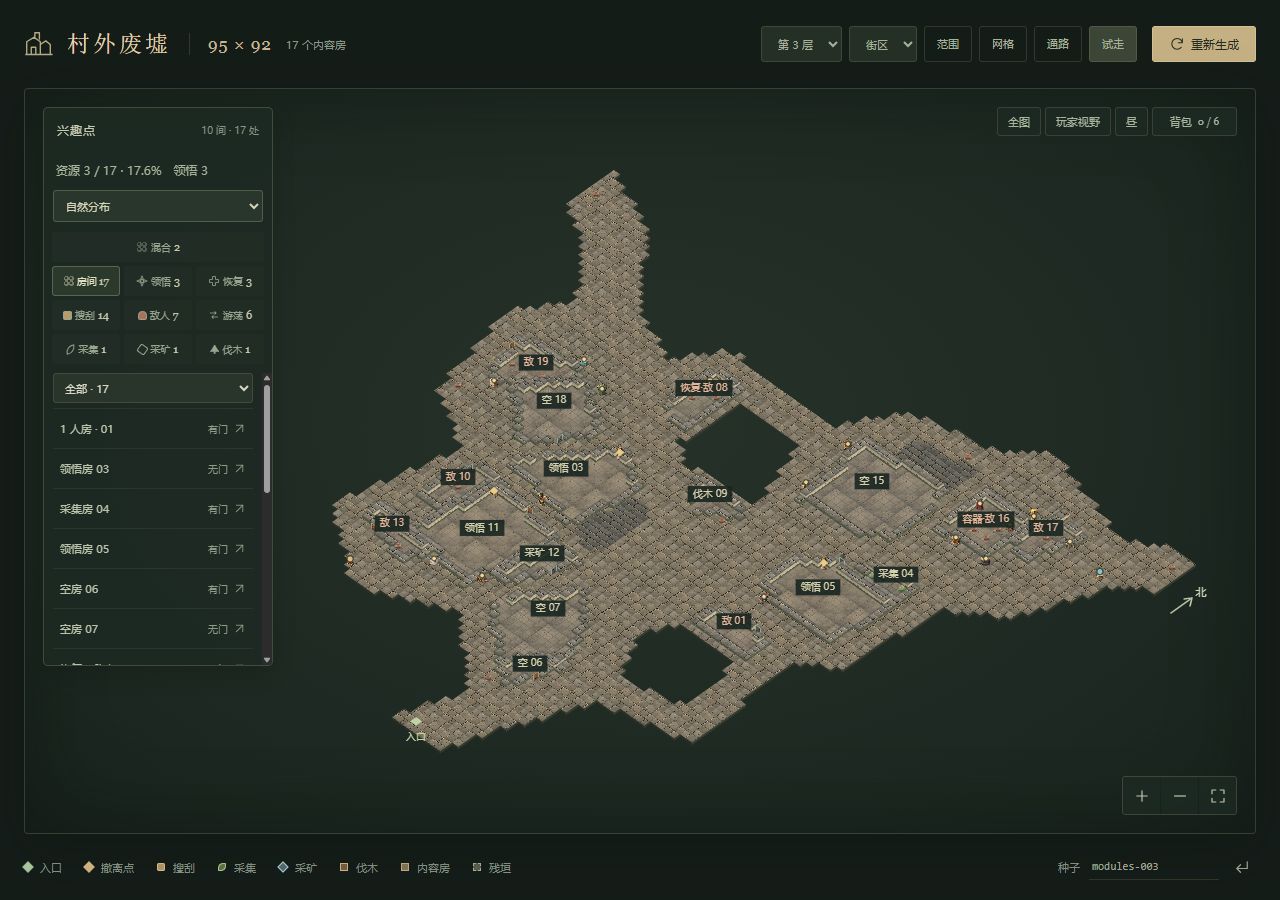 村外废墟
95 × 92
17 个内容房
第 3 层
街区
范围
网格
通路
试走
重新生成
兴趣点
10 间 · 17 处
资源 3 / 17 · 17.6% 领悟 3
自然分布
混合 2
房间 17
领悟 3
恢复 3
搜刮 14
敌人 7
游荡 6
采集 1
采矿 1
伐木 1
全部 · 17
1 人房 · 01 有门
领悟房 03 无门
采集房 04 有门
领悟房 05 有门
空房 06 有门
空房 07 无门
全图
玩家视野
昼
背包 0 / 6
敌 19
恢复·敌 08
空 18
领悟 03
敌 10
空 15
伐木 09
敌 13
领悟 11
容器·敌 16
敌 17
采矿 12
采集 04
领悟 05
空 07
敌 01
空 06
北
入口
入口
撤离点
搜刮
采集
采矿
伐木
内容房
残垣
种子 modules-003